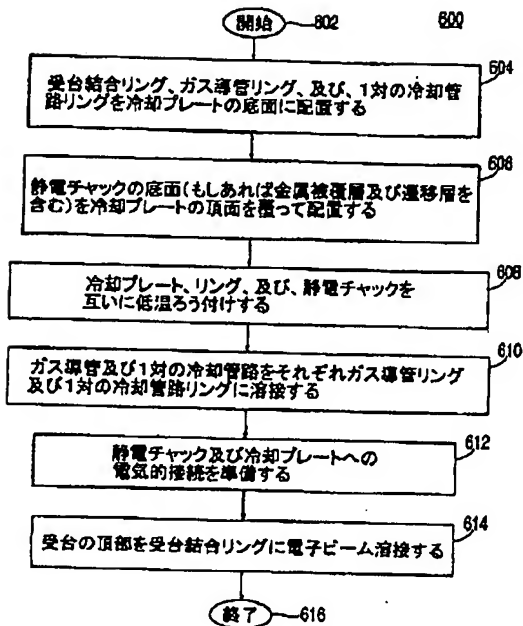 開始
602
600
受台結合リング、ガス導管リング、及び、1対の冷却管
路リングを冷却プレートの底面に配置する
604
静電チャックの底面(もしあれば金属被覆層及び遷移層を
含む)を冷却プレートの頂面を覆って配置する
606
冷却プレート、リング、及び、静電チャックを
互いに低温ろう付けする
608
ガス導管及び1対の冷却管路をそれぞれガス導管リング
及び1対の冷却管路リングに溶接する
610
静電チャック及び冷却プレートへの
電気的接続を準備する
612
受台の頂部を受台結合リングに電子ビーム溶接する
614
終了
616